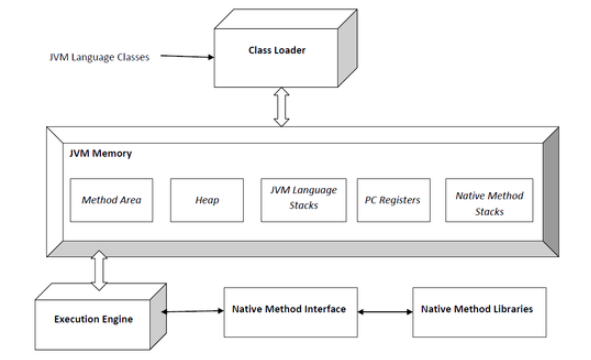 Class Loader
JVM Language Classes
JVM Memory
Method Area
Heap
JVM Language
Stacks
PC Registers
Native Method
Stacks
Execution Engine
Native Method Interface
Native Method Libraries